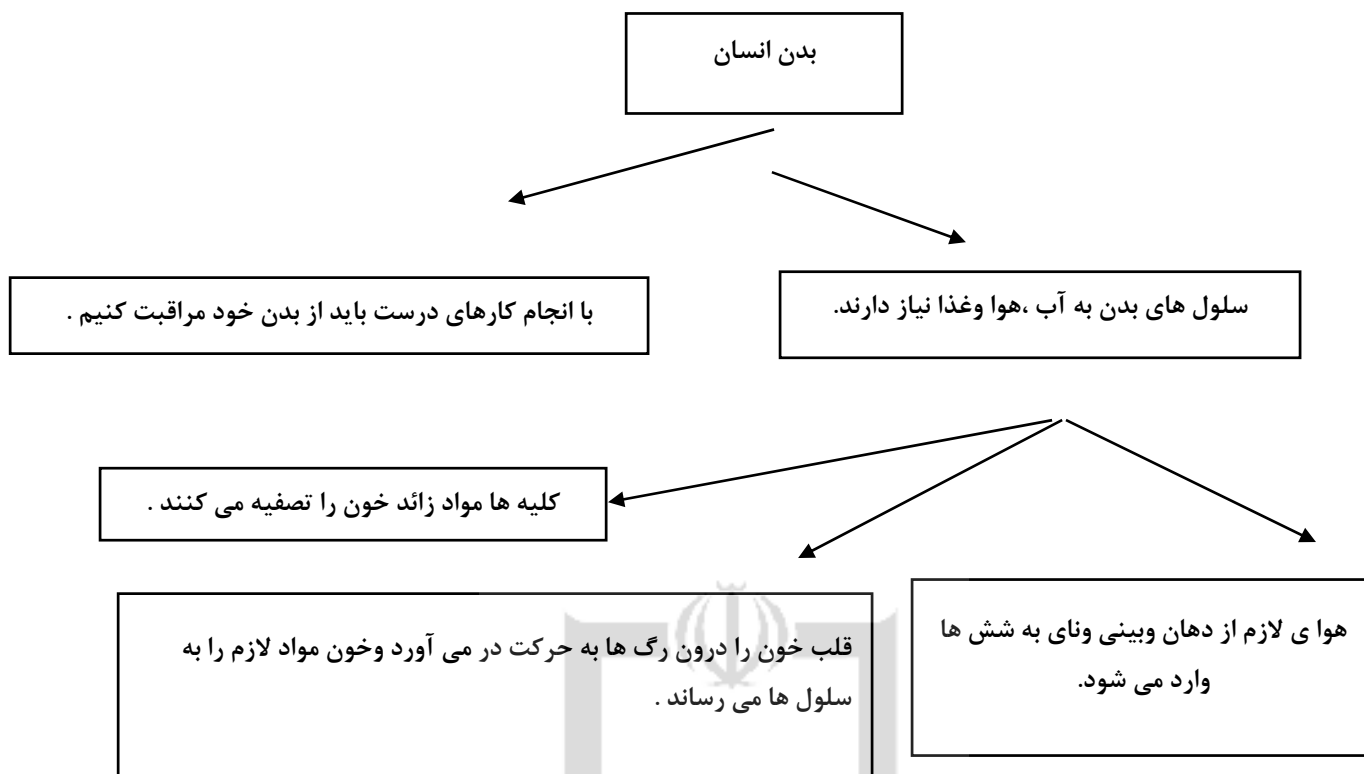 بدن انسان
سلول های بدن به آب ،هوا وغذا نیاز دارند.
با انجام کارهای درست باید از بدن خود مراقبت کنیم .
کلیه ها مواد زائد خون را تصفیه می کنند .
هوا ی لازم از دهان وبینی ونای به شش ها
وارد می شود.
قلب خون را درون رگ ها به حرکت در می آورد وخون مواد لازم را به
سلول ها می رساند .